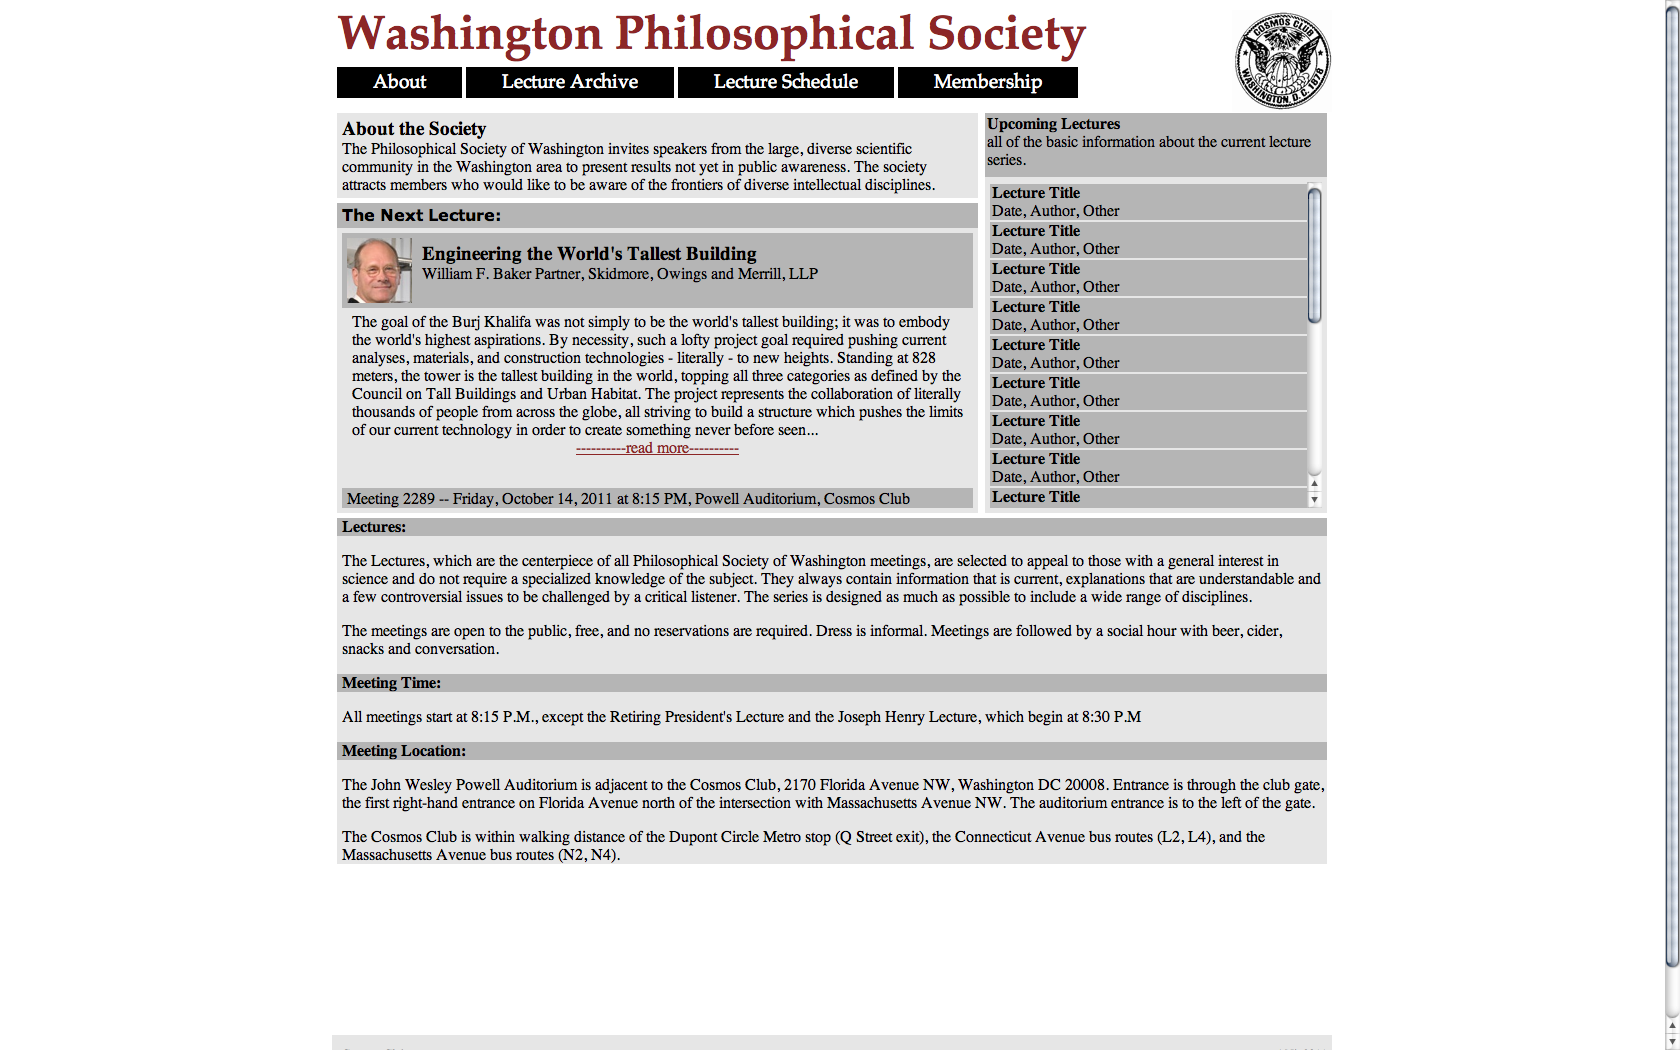 Washington Philosophical Society
COSMOS CLUB
WASHINGTON, D.C. 1878
About
Lecture Archive
Lecture Schedule
Membership
About the Society
The Philosophical Society of Washington invites speakers from the large, diverse scientific
community in the Washington area to present results not yet in public awareness. The society
attracts members who would like to be aware of the frontiers of diverse intellectual disciplines.
The Next Lecture:
Engineering the World's Tallest Building
William F. Baker Partner, Skidmore, Owings and Merrill, LLP
The goal of the Burj Khalifa was not simply to be the world's tallest building; it was to embody
the world's highest aspirations. By necessity, such a lofty project goal required pushing current
analyses, materials, and construction technologies - literally - to new heights. Standing at 828
meters, the tower is the tallest building in the world, topping all three categories as defined by the
Council on Tall Buildings and Urban Habitat. The project represents the collaboration of literally
thousands of people from across the globe, all striving to build a structure which pushes the limits
of our current technology in order to create something never before seen...
----------read more----------
Meeting 2289 -- Friday, October 14, 2011 at 8:15 PM, Powell Auditorium, Cosmos Club
Upcoming Lectures
all of the basic information about the current lecture
series.
Lecture Title
Date, Author, Other
Lecture Title
Date, Author, Other
Lecture Title
Date, Author, Other
Lecture Title
Date, Author, Other
Lecture Title
Date, Author, Other
Lecture Title
Date, Author, Other
Lecture Title
Date, Author, Other
Lecture Title
Date, Author, Other
Lecture Title
Lectures:
The Lectures, which are the centerpiece of all Philosophical Society of Washington meetings, are selected to appeal to those with a general interest in
science and do not require a specialized knowledge of the subject. They always contain information that is current, explanations that are understandable and
a few controversial issues to be challenged by a critical listener. The series is designed as much as possible to include a wide range of disciplines.
The meetings are open to the public, free, and no reservations are required. Dress is informal. Meetings are followed by a social hour with beer, cider,
snacks and conversation.
Meeting Time:
All meetings start at 8:15 P.M., except the Retiring President's Lecture and the Joseph Henry Lecture, which begin at 8:30 P.M
Meeting Location:
The John Wesley Powell Auditorium is adjacent to the Cosmos Club, 2170 Florida Avenue NW, Washington DC 20008. Entrance is through the club gate,
the first right-hand entrance on Florida Avenue north of the intersection with Massachusetts Avenue NW. The auditorium entrance is to the left of the gate.
The Cosmos Club is within walking distance of the Dupont Circle Metro stop (Q Street exit), the Connecticut Avenue bus routes (L2, L4), and the
Massachusetts Avenue bus routes (N2, N4).